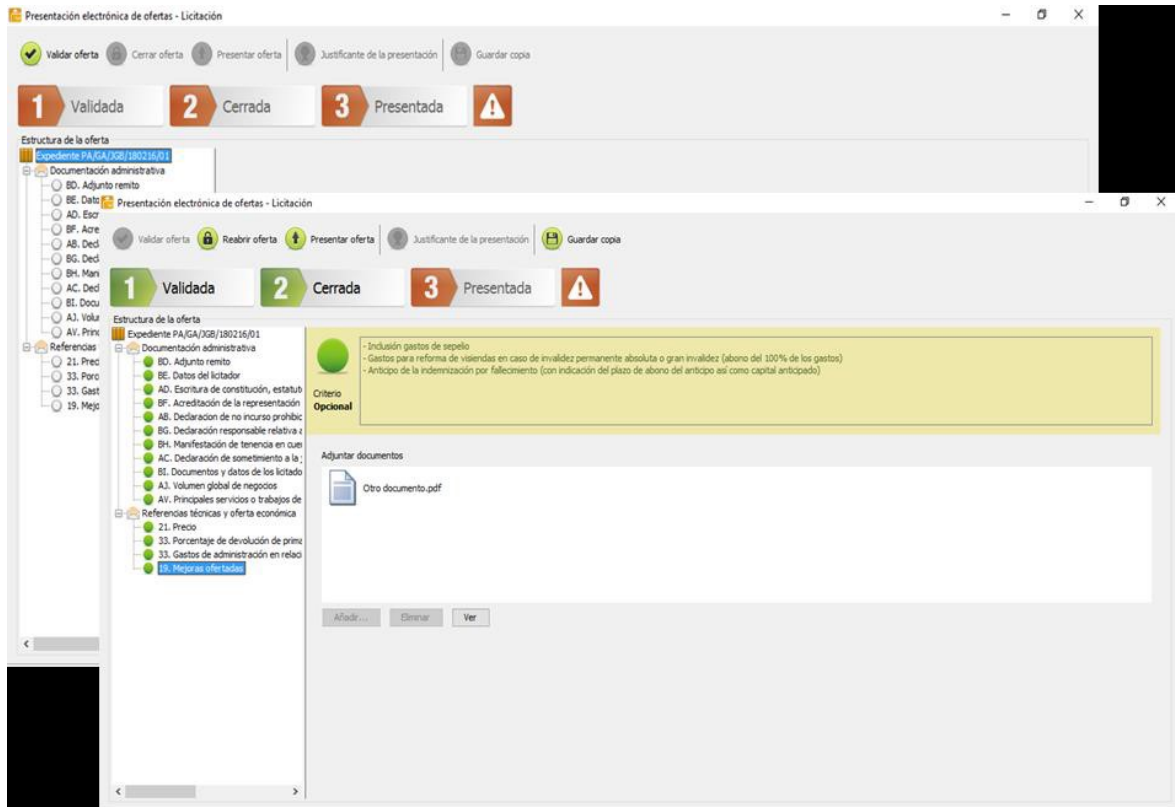 Presentación electrónica de ofertas - Licitación
Validar oferta Cerrar oferta Presentar oferta Justificante de la presentación Guardar copia
1 Validada 2 Cerrada 3 Presentada
Estructura de la oferta
Expediente PA/GA/JGB/180216/01
Documentación administrativa
BD. Adjunto remito
BE. Dato
AD. Escr
BF. Acre
AB. Decl
BG. Decl
BH. Mani
AC. Decl
BI. Docu
AJ. Volur
AV. Princ
Referencias
21. Preci
33. Porc
33. Gast
19. Mejo
Presentación electrónica de ofertas - Licitación
Validar oferta Reabrir oferta Presentar oferta Justificante de la presentación Guardar copia
1 Validada 2 Cerrada 3 Presentada
Estructura de la oferta
Expediente PA/GA/JGB/180216/01
Documentación administrativa
BD. Adjunto remito
BE. Datos del licitador
AD. Escritura de constitución, estatut
BF. Acreditación de la representación
AB. Declaracion de no incurso prohibic
BG. Declaración responsable relativa a
BH. Manifestación de tenencia en cuen
AC. Declaración de sometimiento a la j
BI. Documentos y datos de los licitado
AJ. Volumen global de negocios
AV. Principales servicios o trabajos de
Referencias técnicas y oferta económica
21. Precio
33. Porcentaje de devolución de prima
33. Gastos de administración en relaci
19. Mejoras ofertadas
- Inclusión gastos de sepelio
- Gastos para reforma de visiendas en caso de invalidez permanente absoluta o gran invalidez (abono del 100% de los gastos)
- Anticipo de la indemnización por fallecimiento (con indicación del plazo de abono del anticipo así como capital anticipado)
Criterio
Opcional
Adjuntar documentos
Otro documento.pdf
Añadir... Eliminar Ver